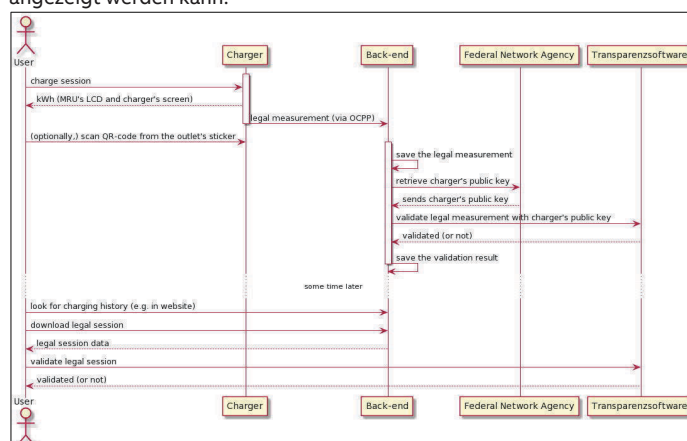 angezeigt werden kann.
User
Charger
Back-end
Federal Network Agency
Transparenzsoftware
charge session
kWh (MRU's LCD and charger's screen)
legal measurement (via OCPP)
(optionally,) scan QR-code from the outlet's sticker
save the legal measurement
retrieve charger's public key
sends charger's public key
validate legal measurement with charger's public key
validated (or not)
save the validation result
some time later
look for charging history (e.g. in website)
download legal session
legal session data
validate legal session
validated (or not)
User
Charger
Back-end
Federal Network Agency
Transparenzsoftware